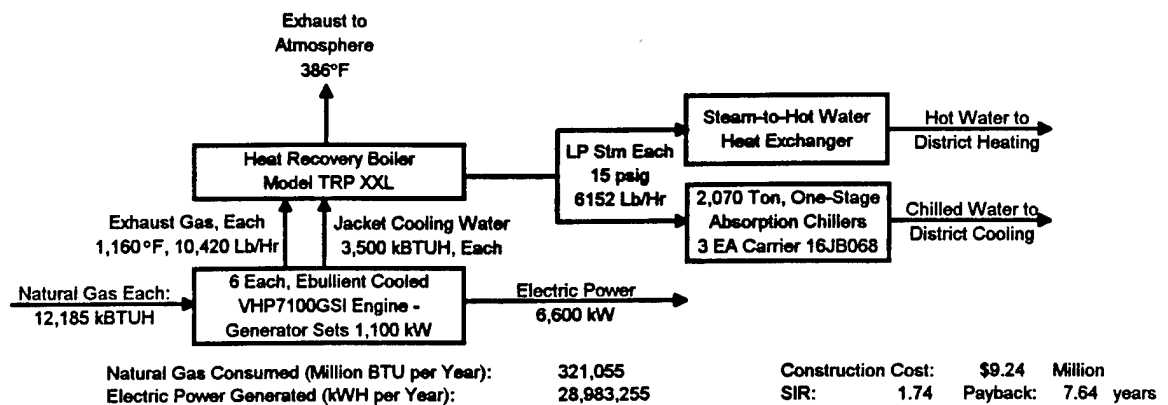 Exhaust to
Atmosphere
386°F
Heat Recovery Boiler
Model TRP XXL
LP Stm Each
15 psig
6152 Lb/Hr
Steam-to-Hot Water
Heat Exchanger
Hot Water to
District Heating
2,070 Ton, One-Stage
Absorption Chillers
3 EA Carrier 16JB068
Chilled Water to
District Cooling
Exhaust Gas, Each
1,160°F, 10,420 Lb/Hr
Jacket Cooling Water
3,500 kBTUH, Each
Natural Gas Each:
12,185 kBTUH
6 Each, Ebullient Cooled
VHP7100GSI Engine -
Generator Sets 1,100 kW
Electric Power
6,600 kW
Natural Gas Consumed (Million BTU per Year): 321,055
Electric Power Generated (kWH per Year): 28,983,255
Construction Cost: $9.24 Million
SIR: 1.74 Payback: 7.64 years